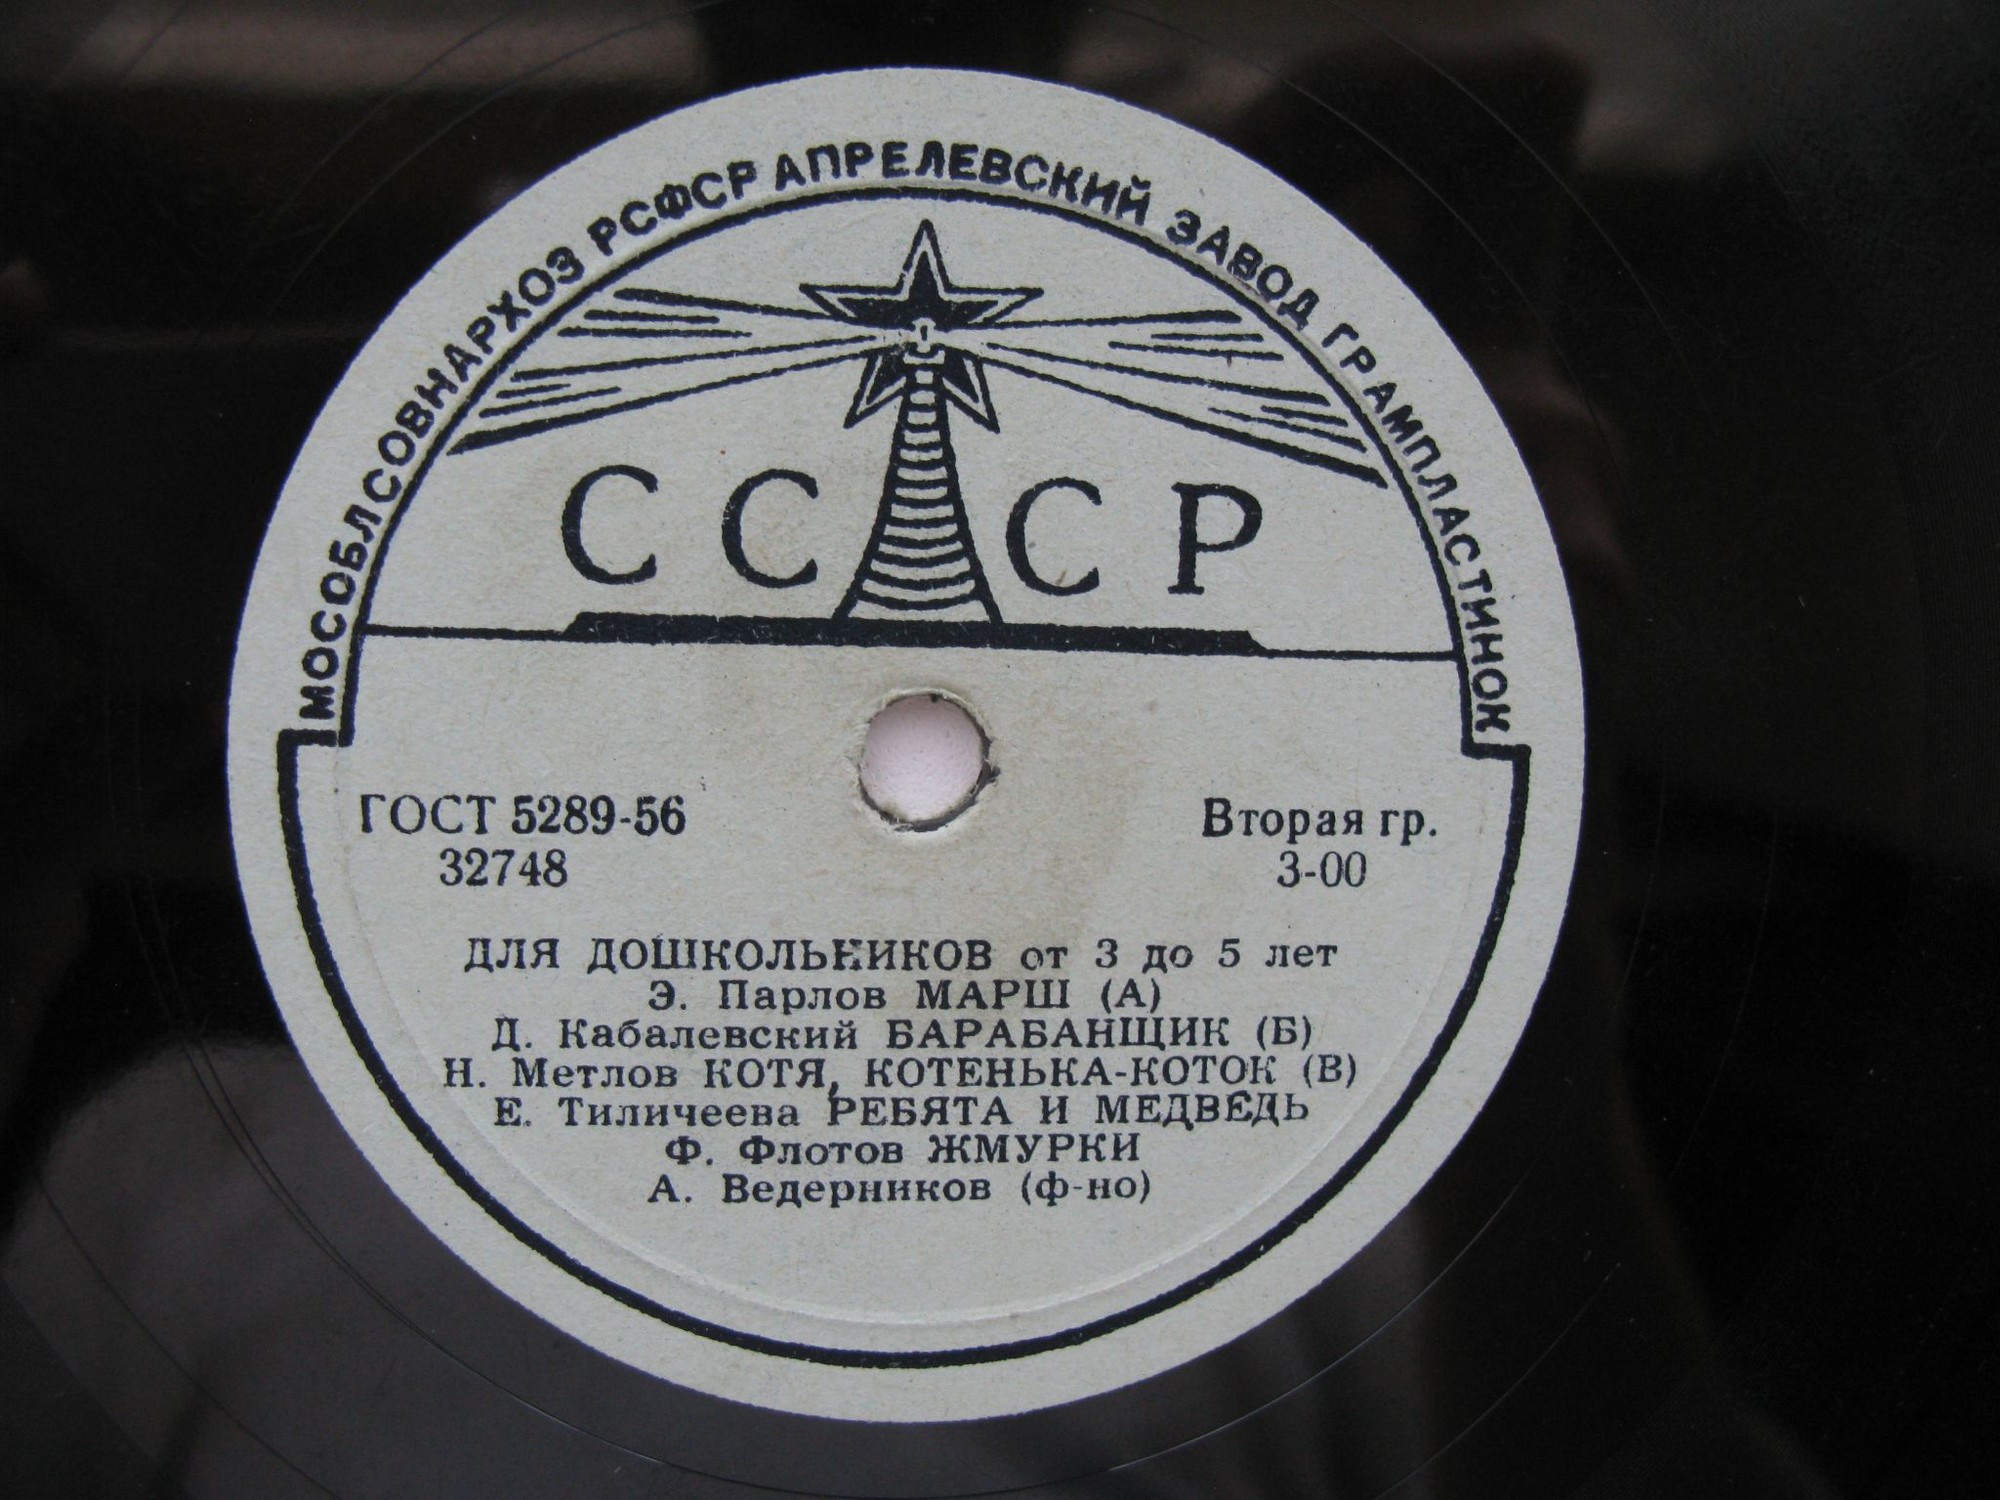 МОСОБЛСОВНАРХОЗ РСФСР АПРЕЛЕВСКИЙ ЗАВОД ГРАМПЛАСТИНОК
СССР
ГОСТ 5289-56 Вторая гр.
32748 3-00
ДЛЯ ДОШКОЛЬНИКОВ от 3 до 5 лет
Э. Парлов МАРШ (А)
Д. Кабалевский БАРАБАНЩИК (Б)
Н. Метлов КОТЯ, КОТЕНЬКА-КОТОК (В)
Е. Тиличеева РЕБЯТА И МЕДВЕДЬ
Ф. Флотов ЖМУРКИ
А. Ведерников (ф-но)